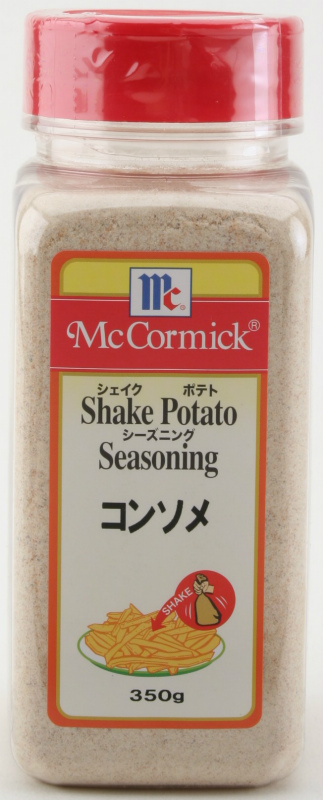 Mc
McCormick®
シェイク ポテト
Shake Potato
シーズニング
Seasoning
コンソメ
SHAKE
350g